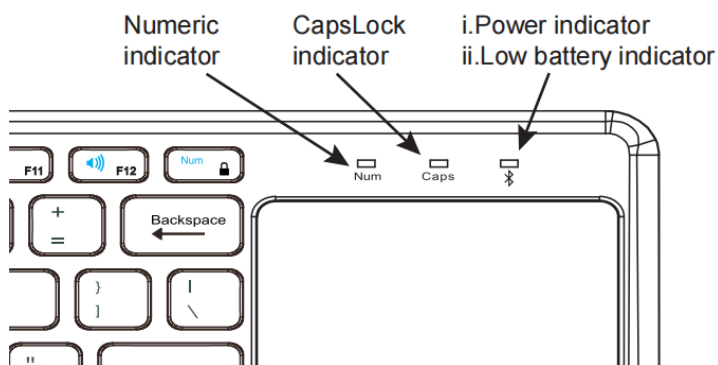 Numeric
indicator
CapsLock
indicator
i.Power indicator
ii.Low battery indicator
F11
F12
Num
Num
Caps
+
=
Backspace
}
]
|
\
"